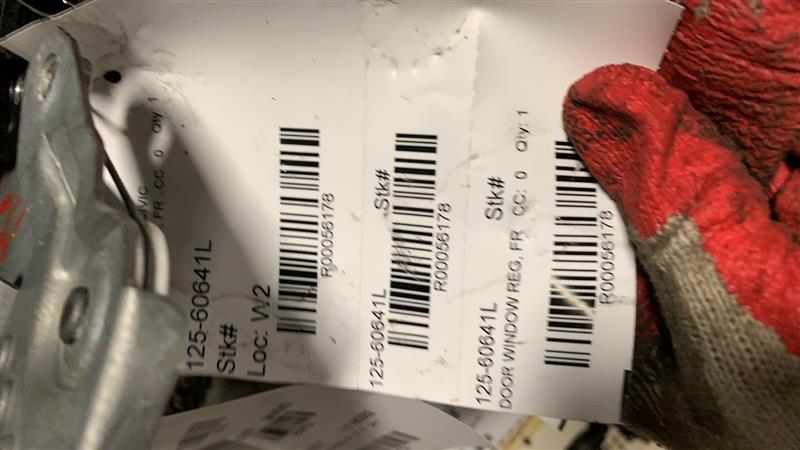 CIVIC
, FR CC: 0 Qty: 1
125-60641L
Stk#
Loc: W2
R00056178
125-60641L Stk#
R00056178
125-60641L Stk#
DOOR WINDOW REG, FR CC: 0 Qty: 1
R00056178